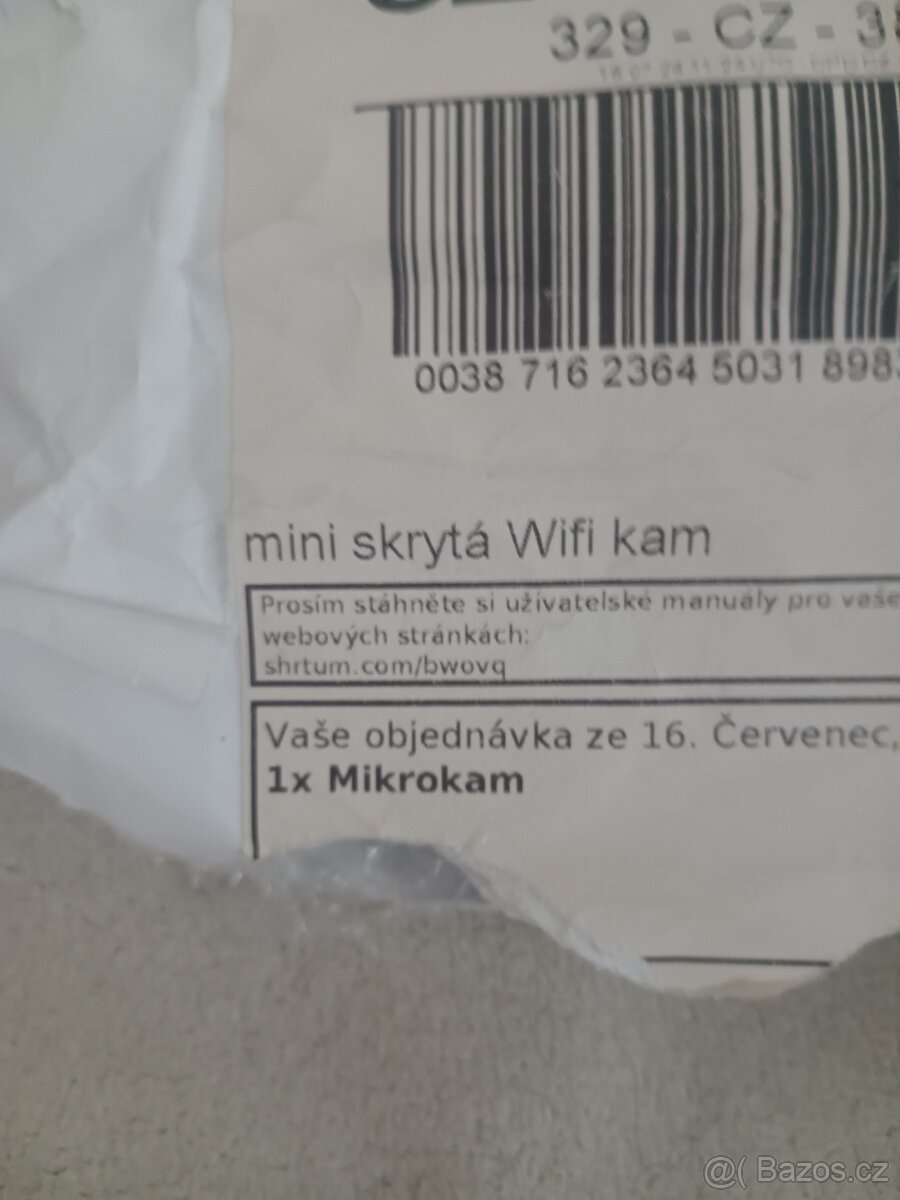 329 - CZ -
0038 716 2364 5031 898
mini skrytá Wifi kam
Prosím stáhněte si uživatelské manuály pro vaše
webových stránkách:
shrtum.com/bwovq
Vaše objednávka ze 16. Červenec,
1x Mikrokam
@( Bazos.cz